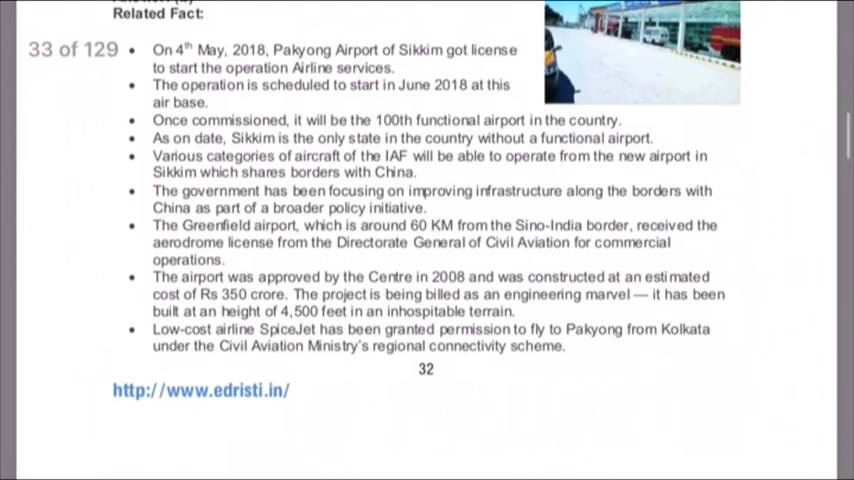 Related Fact:
33 of 129
• On 4th May, 2018, Pakyong Airport of Sikkim got license
to start the operation Airline services.
• The operation is scheduled to start in June 2018 at this
air base.
• Once commissioned, it will be the 100th functional airport in the country.
• As on date, Sikkim is the only state in the country without a functional airport.
• Various categories of aircraft of the IAF will be able to operate from the new airport in
Sikkim which shares borders with China.
• The government has been focusing on improving infrastructure along the borders with
China as part of a broader policy initiative.
• The Greenfield airport, which is around 60 KM from the Sino-India border, received the
aerodrome license from the Directorate General of Civil Aviation for commercial
operations.
• The airport was approved by the Centre in 2008 and was constructed at an estimated
cost of Rs 350 crore. The project is being billed as an engineering marvel — it has been
built at an height of 4,500 feet in an inhospitable terrain.
• Low-cost airline SpiceJet has been granted permission to fly to Pakyong from Kolkata
under the Civil Aviation Ministry's regional connectivity scheme.
32
http://www.edristi.in/